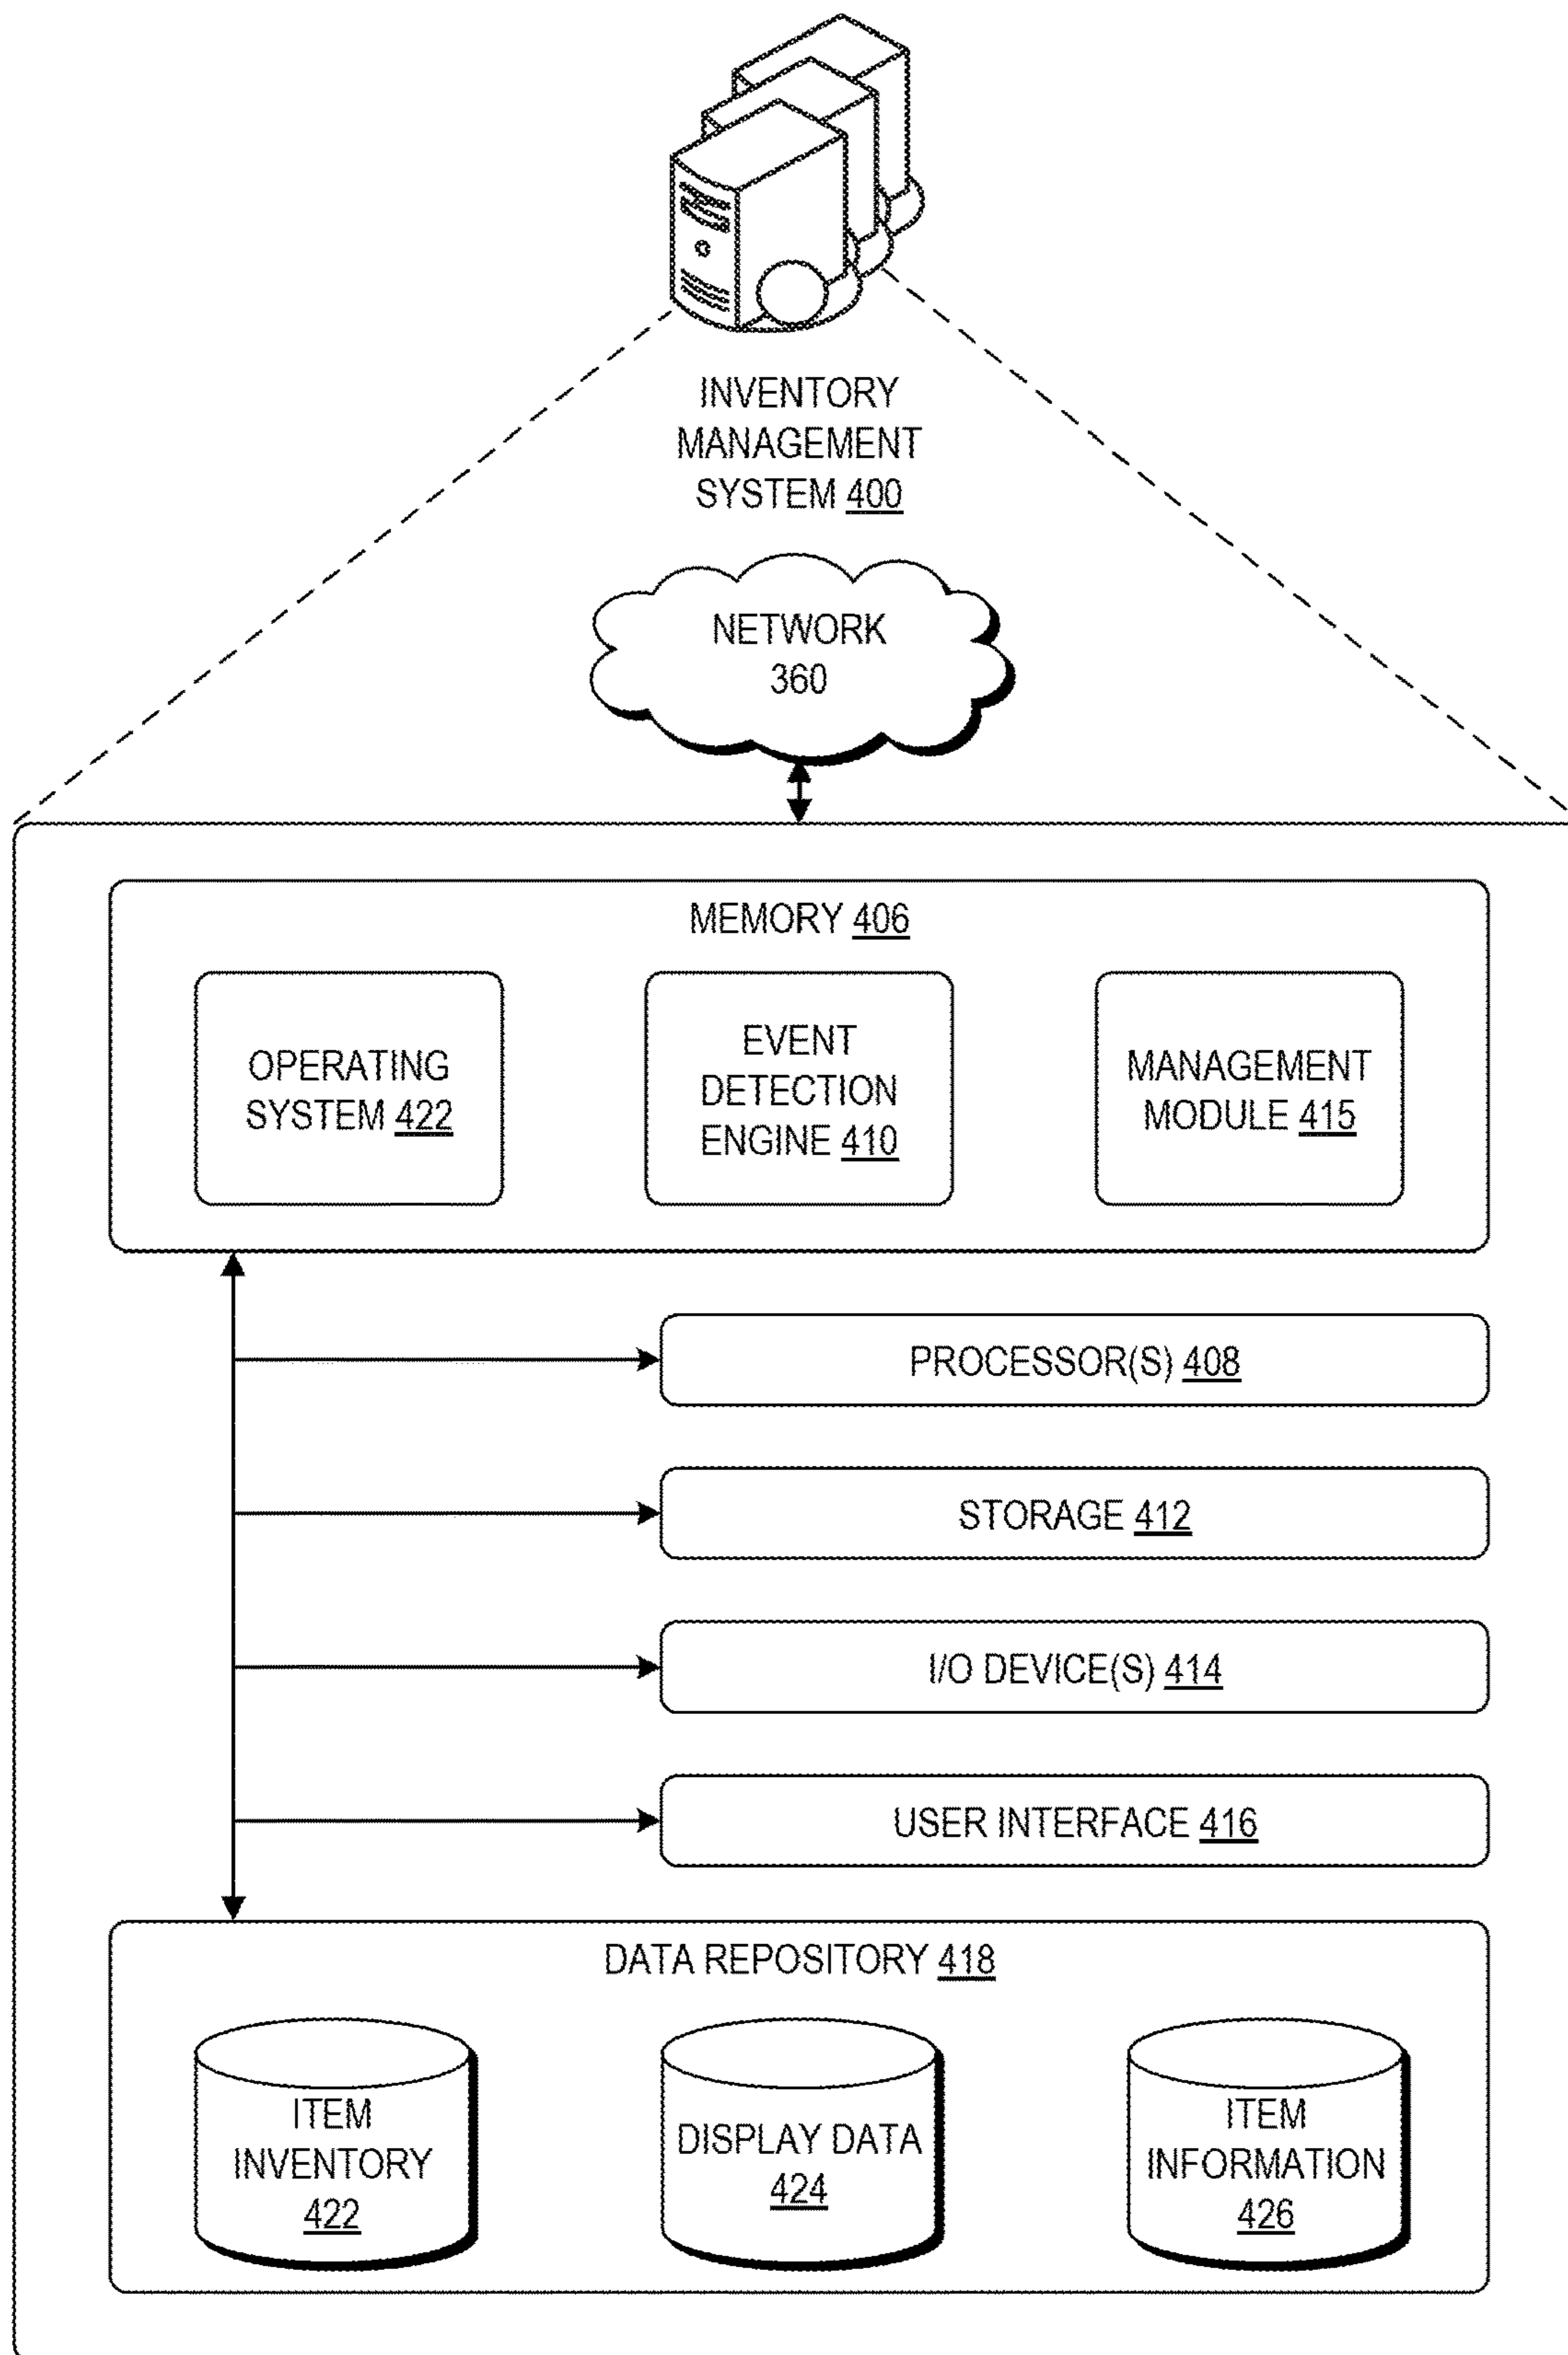 INVENTORY
MANAGEMENT
SYSTEM 400
NETWORK
360
MEMORY 406
OPERATING
SYSTEM 422
EVENT
DETECTION
ENGINE 410
MANAGEMENT
MODULE 415
PROCESSOR(S) 408
STORAGE 412
I/O DEVICE(S) 414
USER INTERFACE 416
DATA REPOSITORY 418
ITEM
INVENTORY
422
DISPLAY DATA
424
ITEM
INFORMATION
426